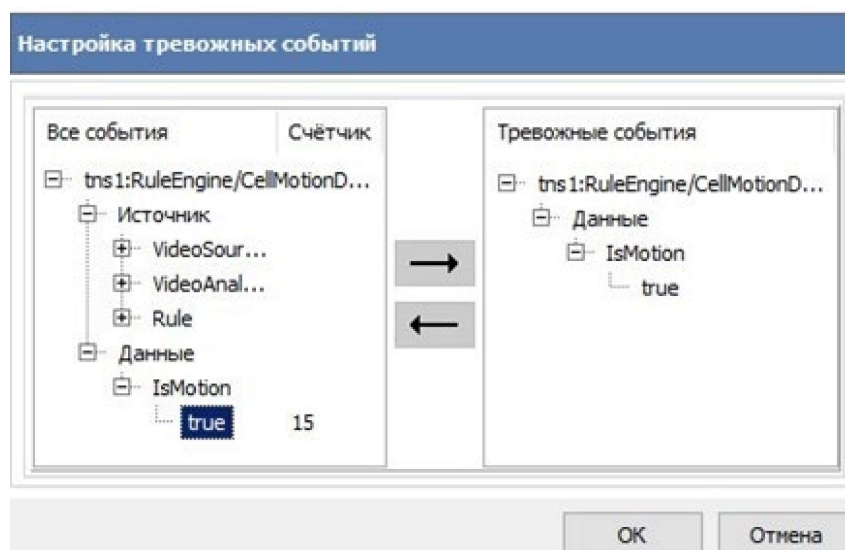 Настройка тревожных событий
Все события Счётчик
tns1:RuleEngine/CellMotionD...
Источник
VideoSour...
VideoAnal...
Rule
Данные
IsMotion
true 15
Тревожные события
tns1:RuleEngine/CellMotionD...
Данные
IsMotion
true
OK Отмена